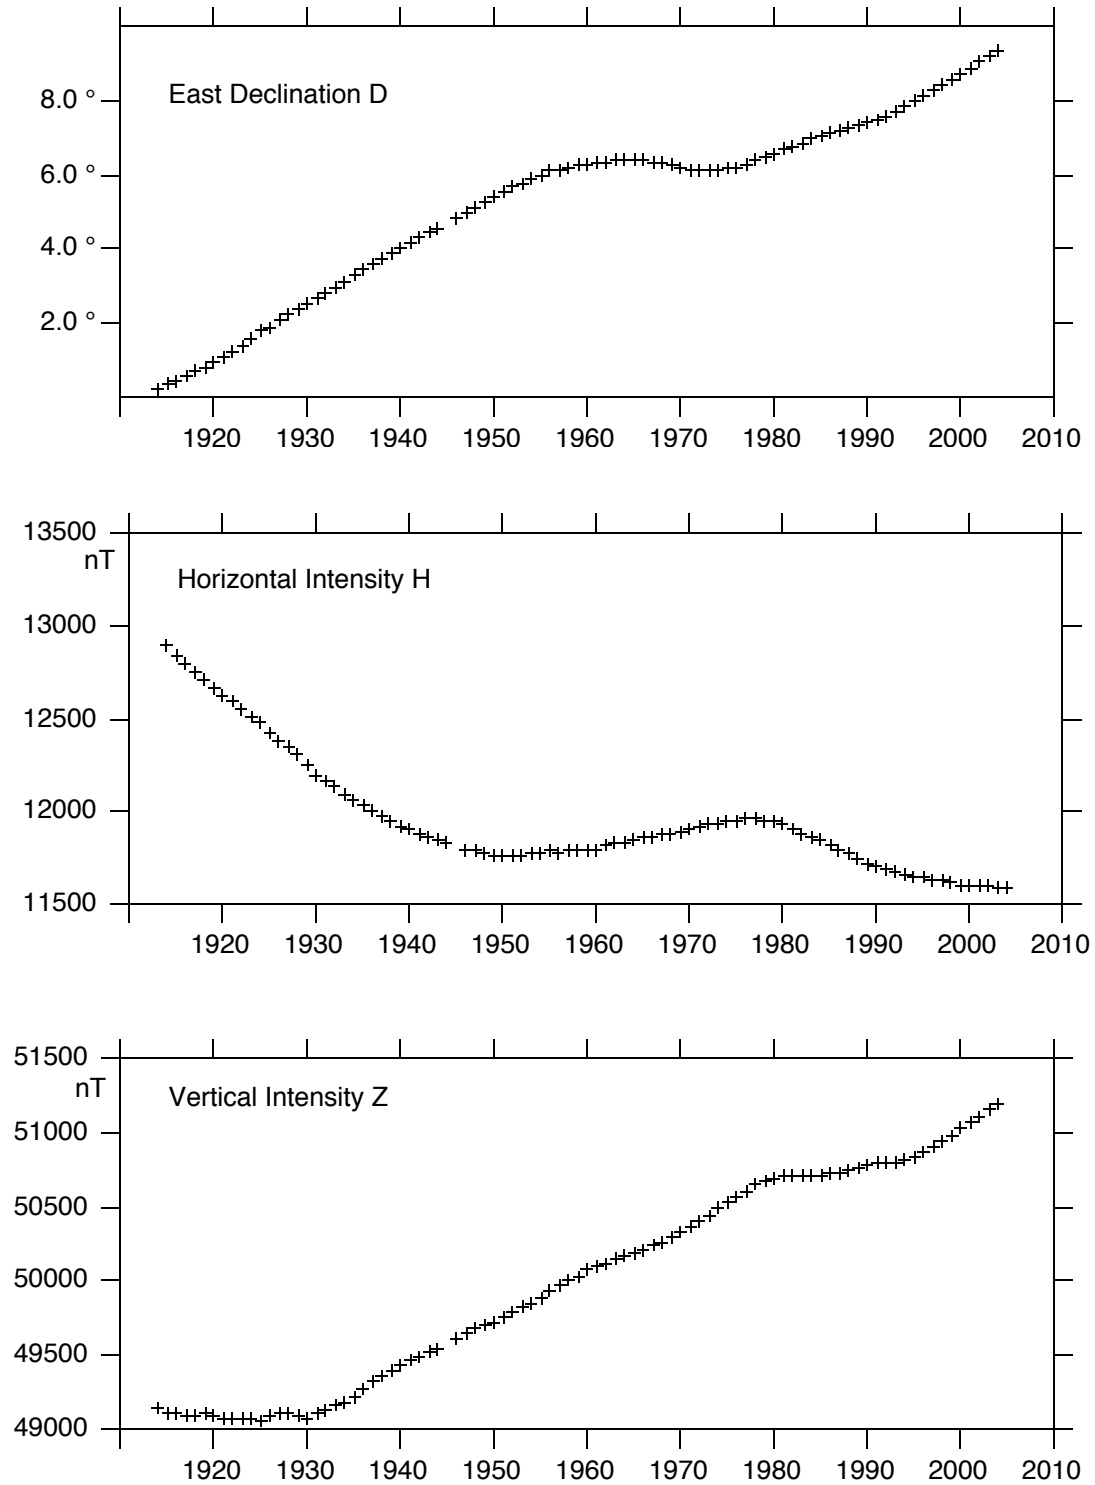 East Declination D
8.0 °
6.0 °
4.0 °
2.0 °
1920 1930 1940 1950 1960 1970 1980 1990 2000 2010
13500
nT
Horizontal Intensity H
13000
12500
12000
11500
1920 1930 1940 1950 1960 1970 1980 1990 2000 2010
51500
nT
Vertical Intensity Z
51000
50500
50000
49500
49000
1920 1930 1940 1950 1960 1970 1980 1990 2000 2010